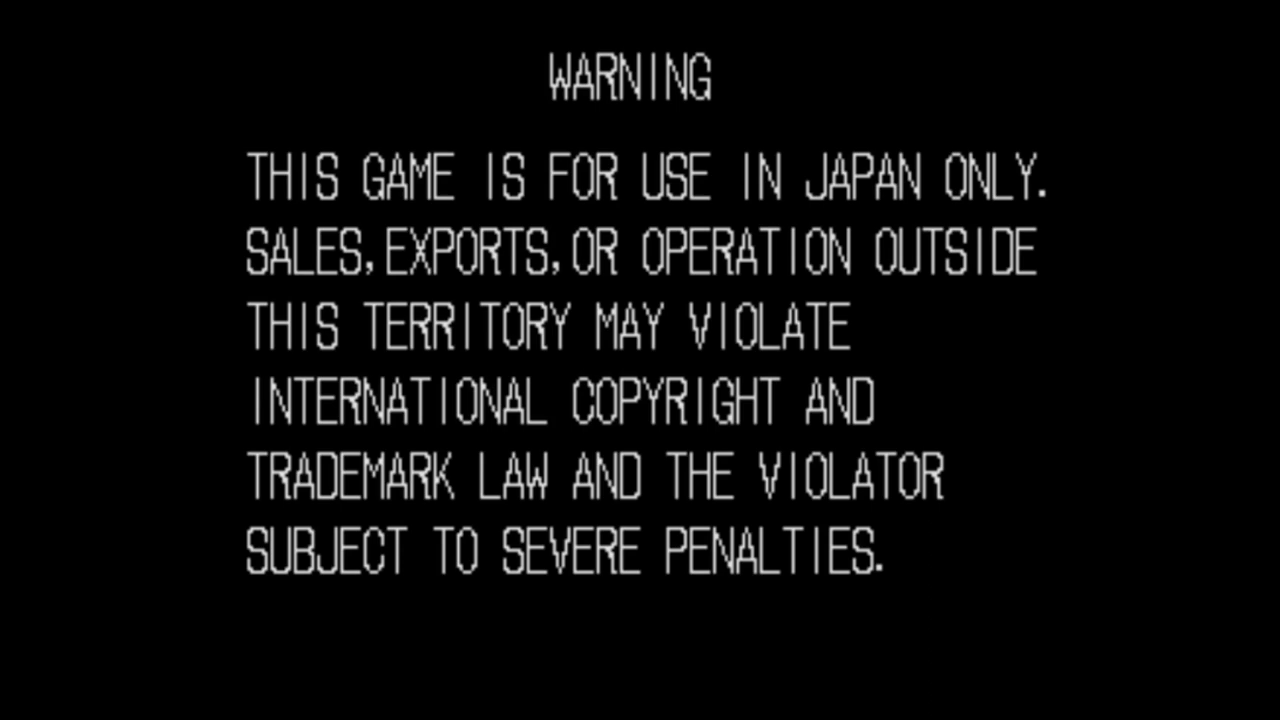 WARNING
THIS GAME IS FOR USE IN JAPAN ONLY.
SALES,EXPORTS,OR OPERATION OUTSIDE
THIS TERRITORY MAY VIOLATE
INTERNATIONAL COPYRIGHT AND
TRADEMARK LAW AND THE VIOLATOR
SUBJECT TO SEVERE PENALTIES.